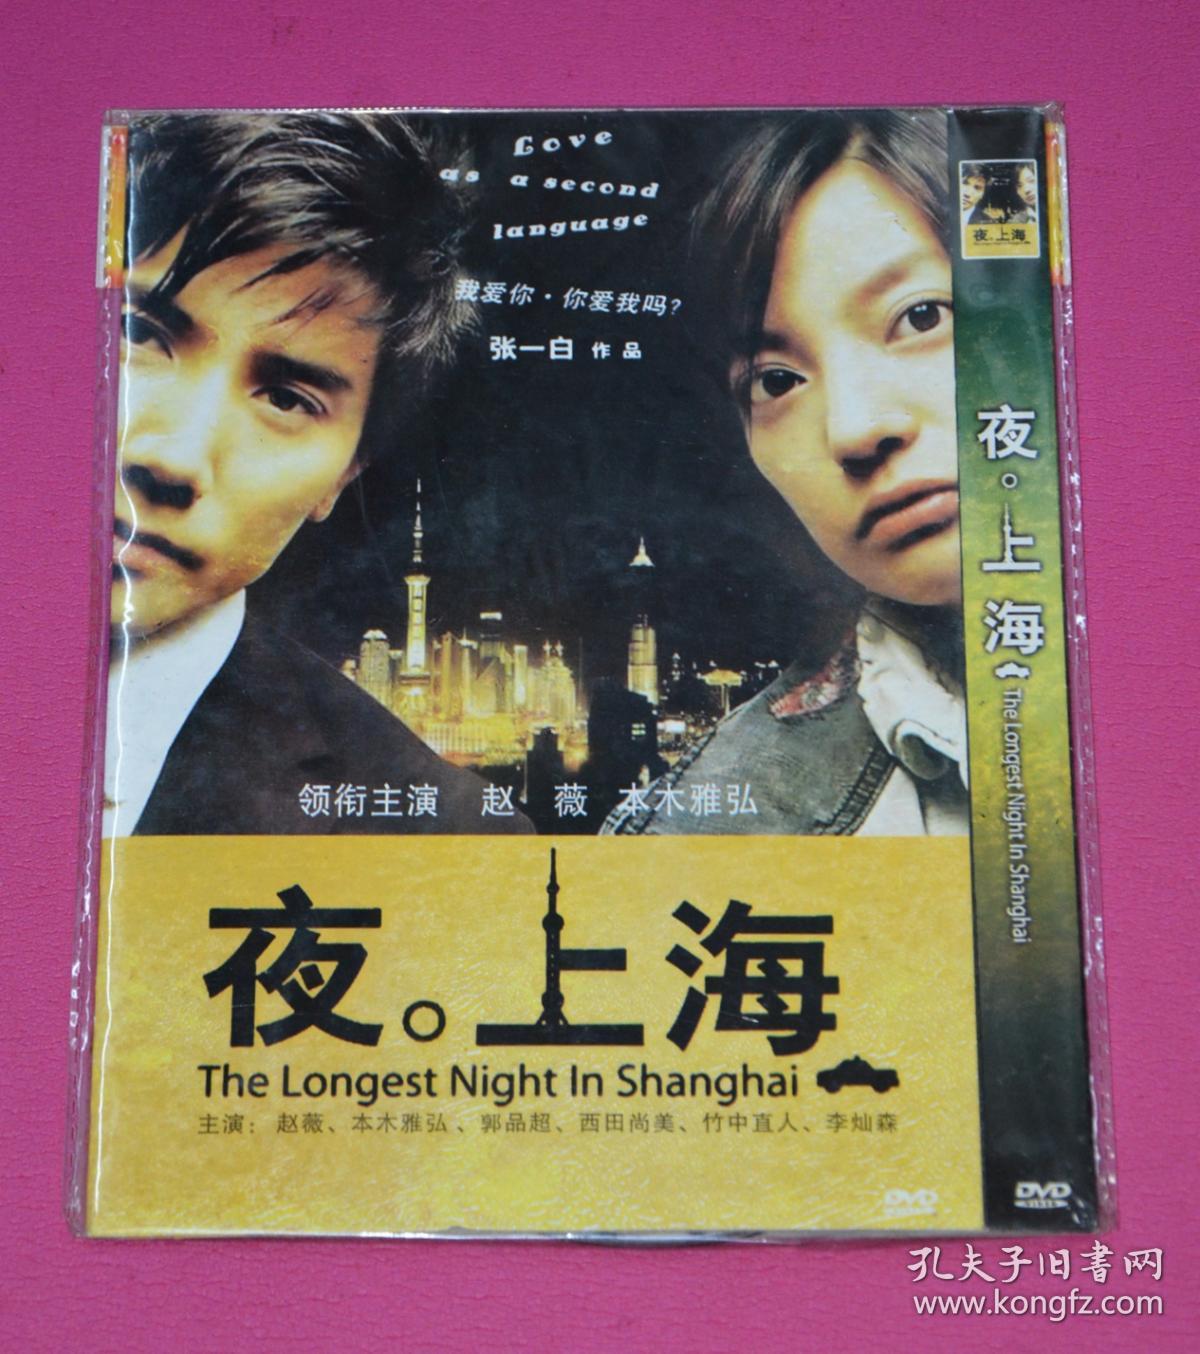 Love
as a second
language
我爱你·你爱我吗?
张一白 作品
领衔主演 赵 薇 本木雅弘
夜。上海
The Longest Night In Shanghai
主演: 赵薇、本木雅弘、郭品超、西田尚美、竹中直人、李灿森
DVD
夜。上海
夜。上海
The Longest Night In Shanghai
DVD
VIDEO
孔夫子旧书网
www.kongfz.com